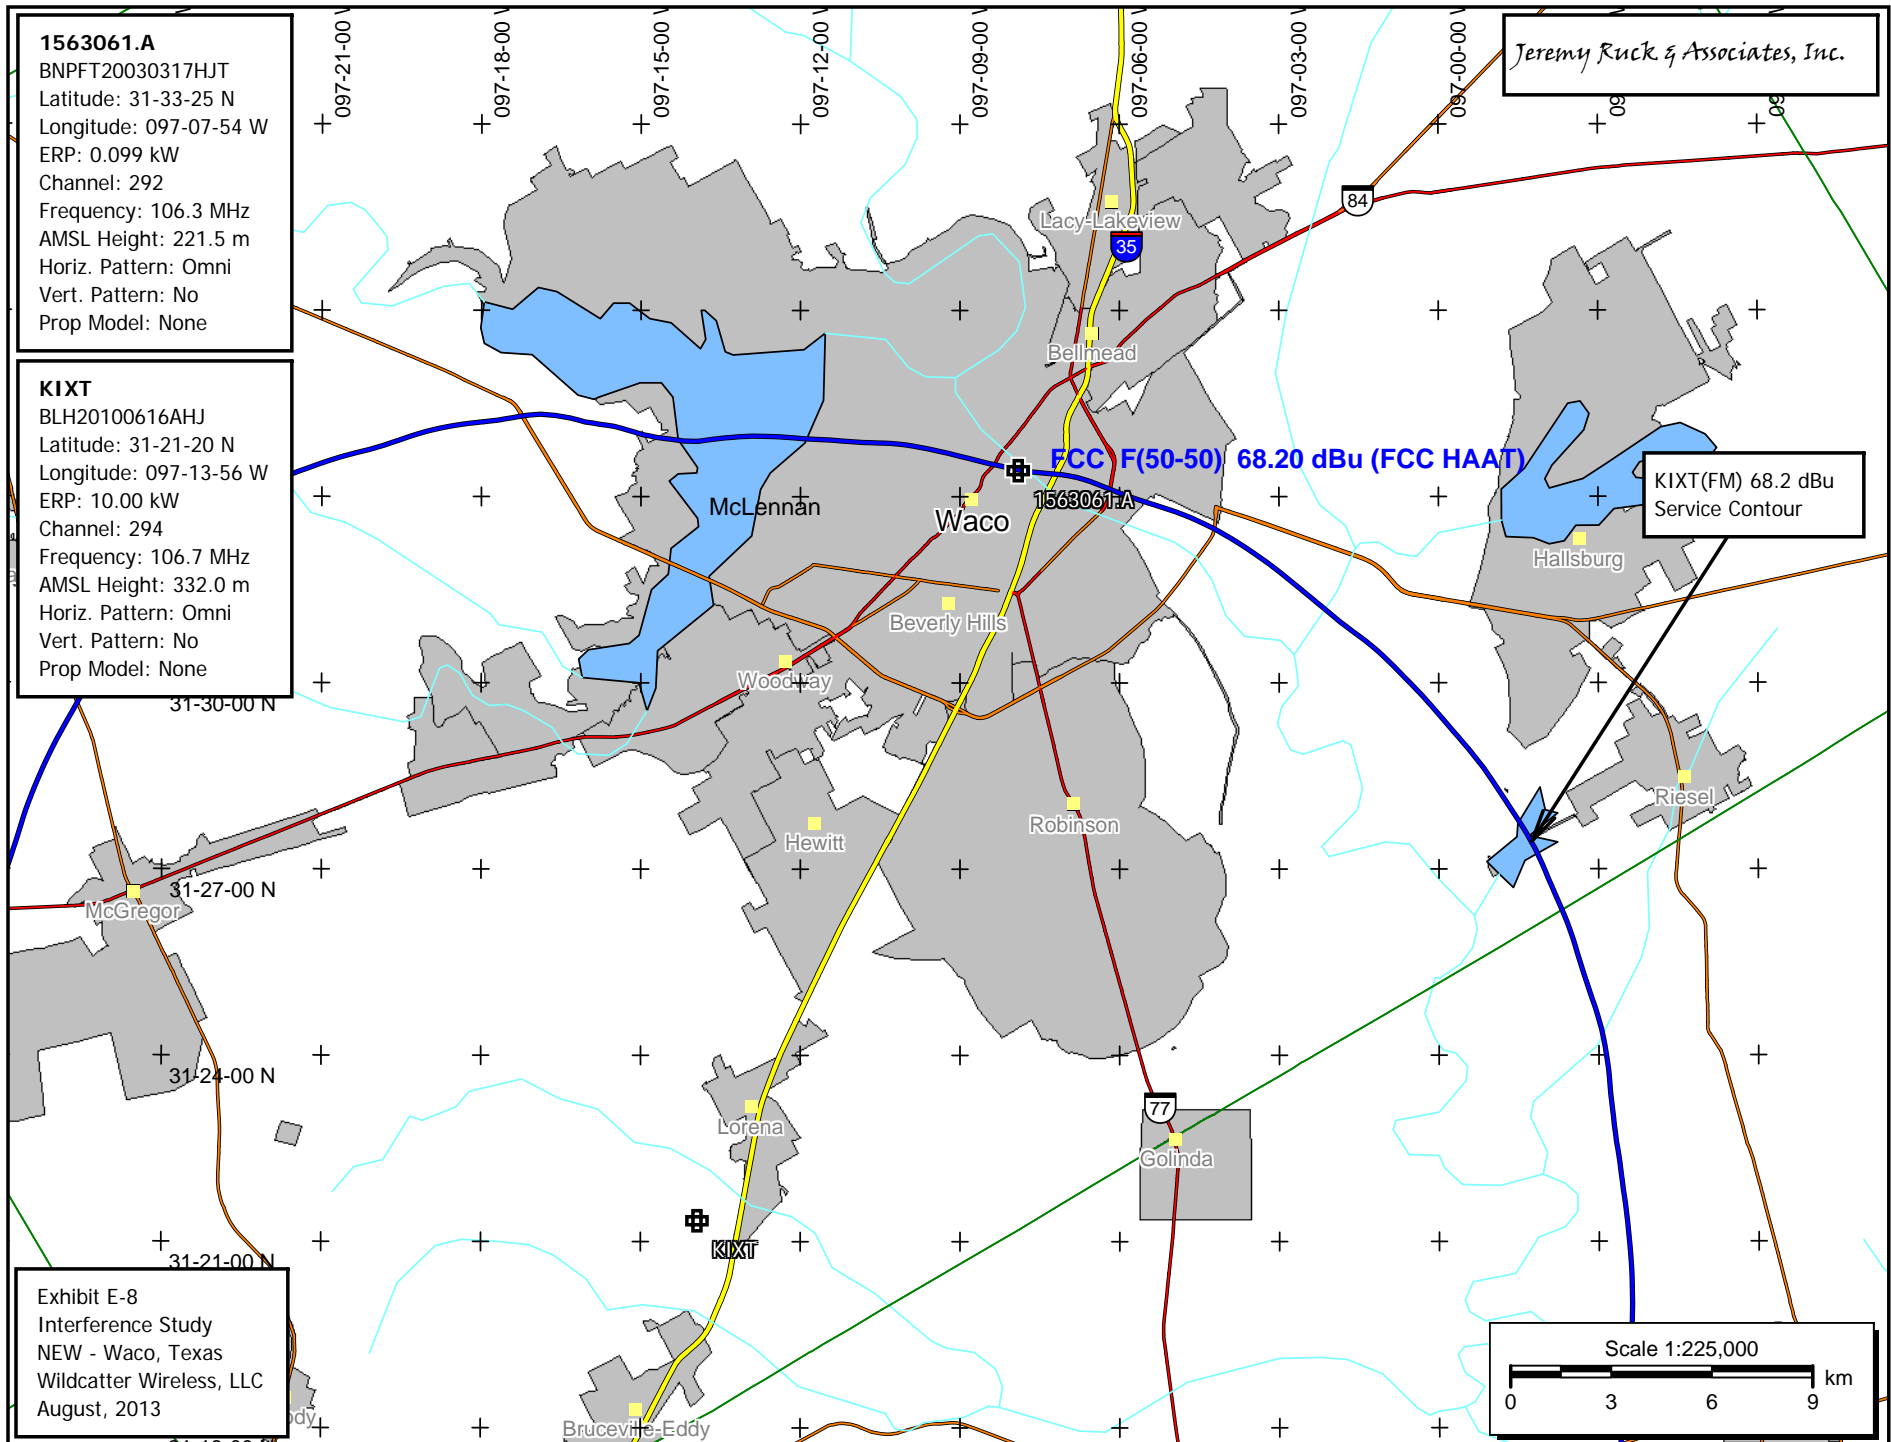 1563061.A
BNPFT20030317HJT
Latitude: 31-33-25 N
Longitude: 097-07-54 W
ERP: 0.099 kW
Channel: 292
Frequency: 106.3 MHz
AMSL Height: 221.5 m
Horiz. Pattern: Omni
Vert. Pattern: No
Prop Model: None
KIXT
BLH20100616AHJ
Latitude: 31-21-20 N
Longitude: 097-13-56 W
ERP: 10.00 kW
Channel: 294
Frequency: 106.7 MHz
AMSL Height: 332.0 m
Horiz. Pattern: Omni
Vert. Pattern: No
Prop Model: None
097-21-00
097-18-00
097-15-00
097-12-00
097-09-00
097-06-00
097-03-00
097-00-00
Jeremy Ruck & Associates, Inc.
84
Lacy-Lakeview
35
Bellmead
FCC F(50-50) 68.20 dBu (FCC HAAT)
1563061.A
McLennan
Waco
KIXT(FM) 68.2 dBu
Service Contour
Hallsburg
Beverly Hills
Woodway
31-30-00 N
Riesel
Robinson
Hewitt
31-27-00 N
McGregor
31-24-00 N
77
Lorena
Golinda
KIXT
31-21-00 N
Exhibit E-8
Interference Study
NEW - Waco, Texas
Wildcatter Wireless, LLC
August, 2013
Bruceville-Eddy
Scale 1:225,000
0 3 6 9 km